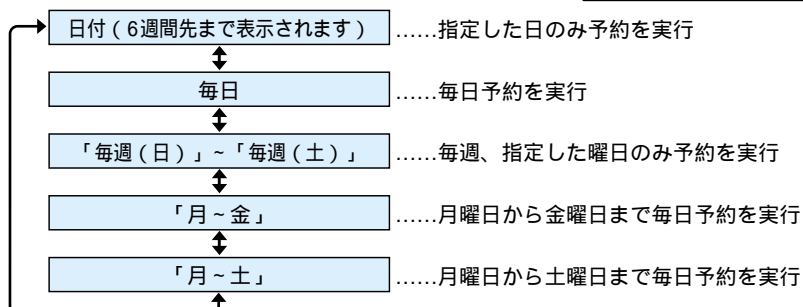 日付（6週間先まで表示されます）……指定した日のみ予約を実行
毎日……毎日予約を実行
「毎週（日）」~「毎週（土）」……毎週、指定した曜日のみ予約を実行
「月~金」……月曜日から金曜日まで毎日予約を実行
「月~土」……月曜日から土曜日まで毎日予約を実行